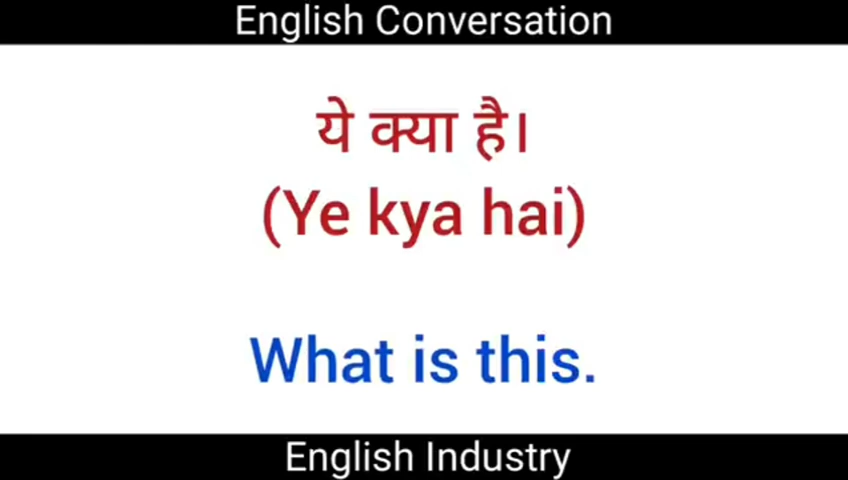 English Conversation
ये क्या है।
(Ye kya hai)
What is this.
English Industry